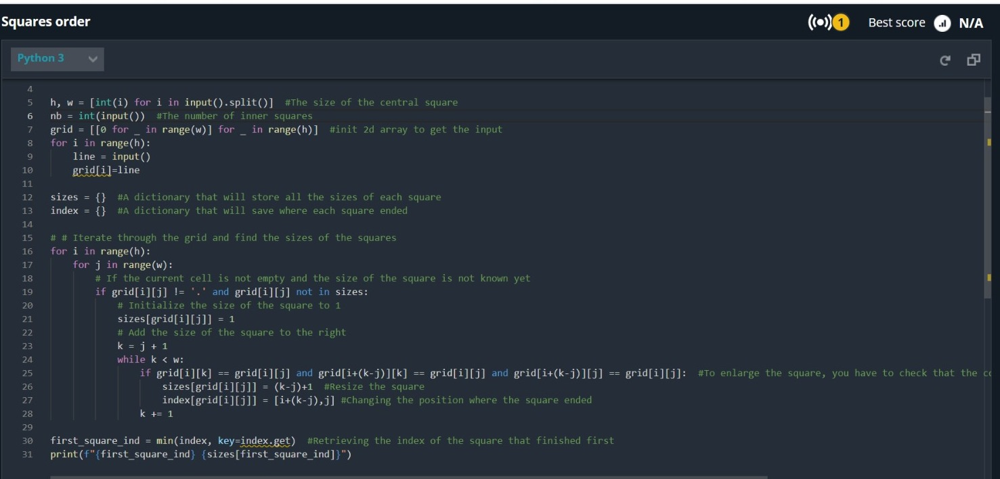 Squares order
1 Best score N/A
Python 3
4
5 h, w = [int(i) for i in input().split()]  #The size of the central square
6 nb = int(input())  #The number of inner squares
7 grid = [[0 for _ in range(w)] for _ in range(h)]  #init 2d array to get the input
8 for i in range(h):
9     line = input()
10     grid[i]=line
11
12 sizes = {}  #A dictionary that will store all the sizes of each square
13 index = {}  #A dictionary that will save where each square ended
14
15 # # Iterate through the grid and find the sizes of the squares
16 for i in range(h):
17     for j in range(w):
18         # If the current cell is not empty and the size of the square is not known yet
19         if grid[i][j] != '.' and grid[i][j] not in sizes:
20             # Initialize the size of the square to 1
21             sizes[grid[i][j]] = 1
22             # Add the size of the square to the right
23             k = j + 1
24             while k < w:
25                 if grid[i][k] == grid[i][j] and grid[i+(k-j)][k] == grid[i][j] and grid[i+(k-j)][j] == grid[i][j]:  #To enlarge the square, you have to check that the
26                     sizes[grid[i][j]] = (k-j)+1  #Resize the square
27                     index[grid[i][j]] = [i+(k-j),j] #Changing the position where the square ended
28                 k += 1
29
30 first_square_ind = min(index, key=index.get)  #Retrieving the index of the square that finished first
31 print(f"{first_square_ind} {sizes[first_square_ind]}")